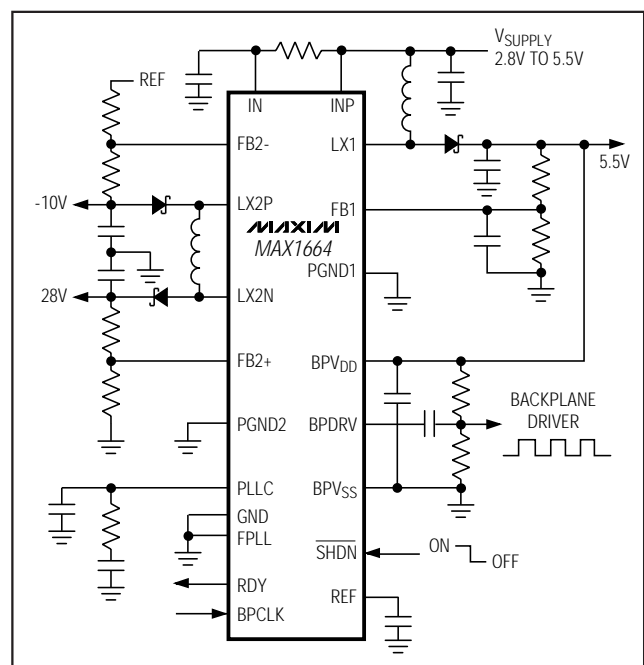 VSUPPLY
2.8V TO 5.5V
REF
IN
INP
FB2-
LX1
5.5V
-10V
LX2P
FB1
MAXIM
MAX1664
PGND1
28V
LX2N
FB2+
BPVDD
BACKPLANE
DRIVER
PGND2
BPDRV
PLLC
BPVSS
GND
FPLL
SHDN
ON
OFF
RDY
REF
BPCLK